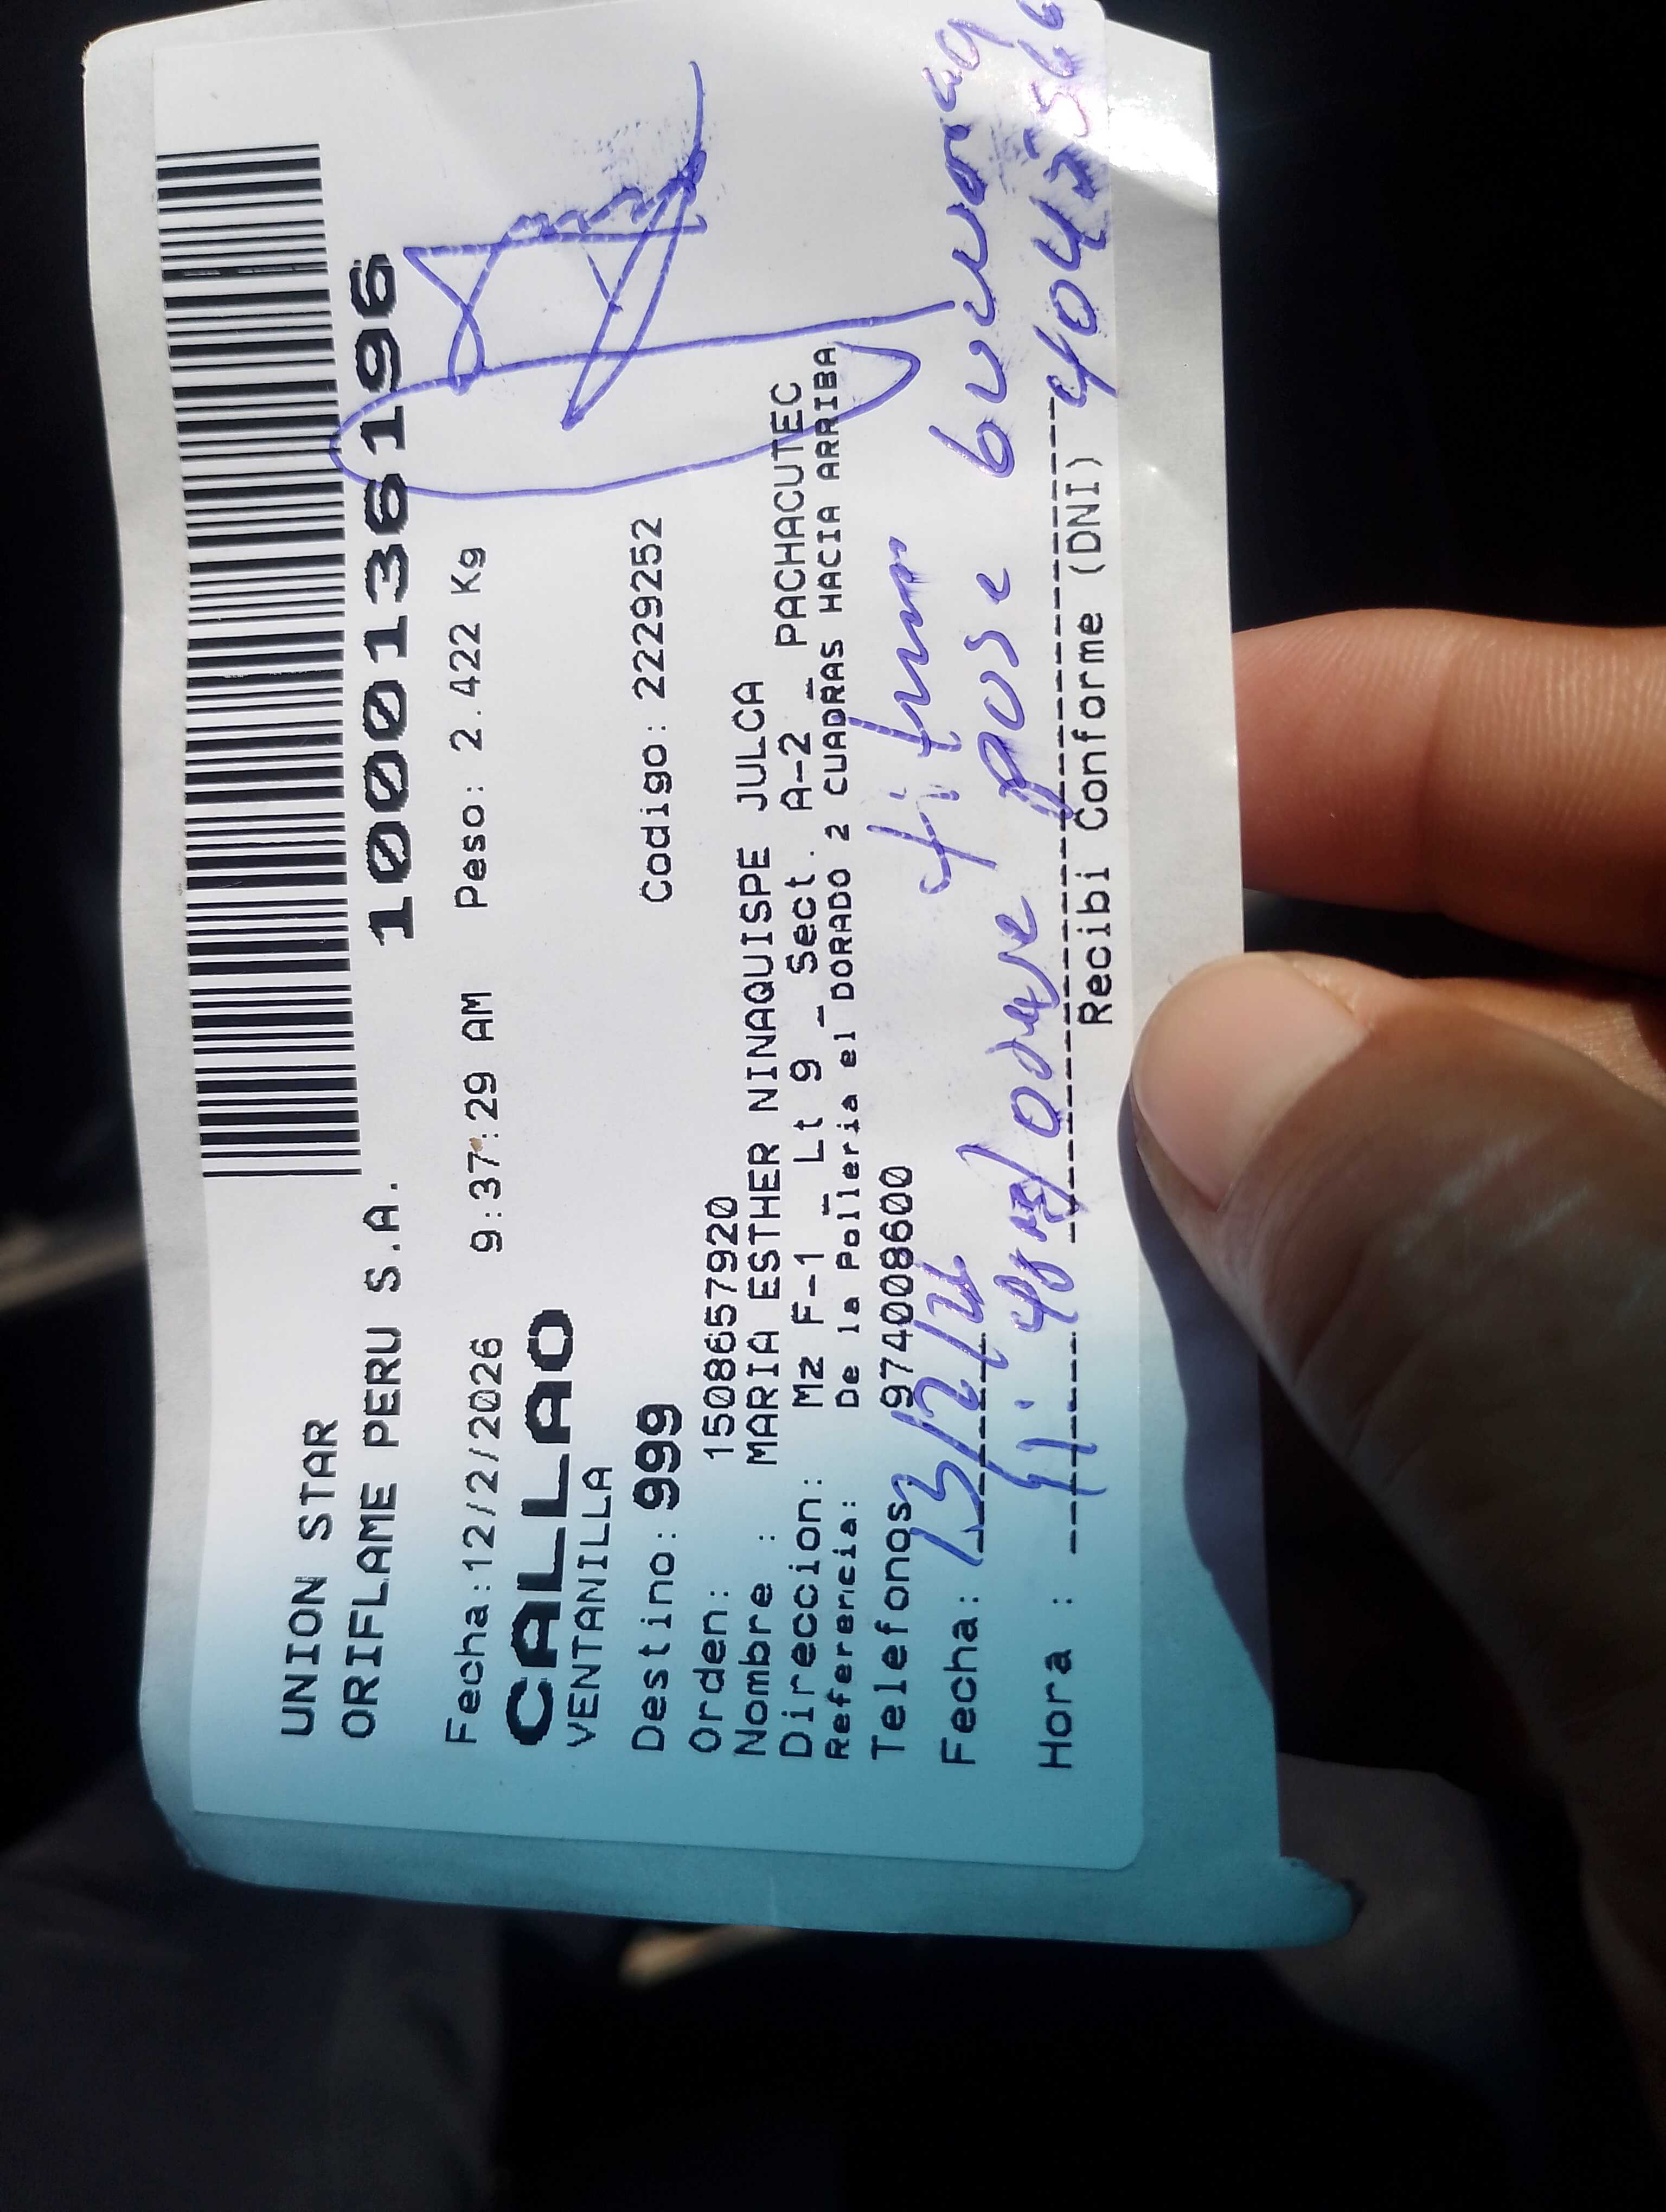 UNION STAR
ORIFLAME PERU S.A.
1000136196
Fecha:12/2/2026 9:37:29 AM Peso: 2.422 Kg
CALLAO
VENTANILLA
Destino: 999 Codigo: 2229252
Orden: 1508657920
Nombre : MARIA ESTHER NINAQUISPE JULCA
Direccion: Mz F-1 _ Lt 9 _ Sect. A-2 _ PACHACUTEC
Referencia: De la Polleria el DORADO 2 CUADRAS HACIA ARRIBA
Telefonos 974008600
Fecha: 13/2/26
Hora :
Recibi Conforme (DNI)